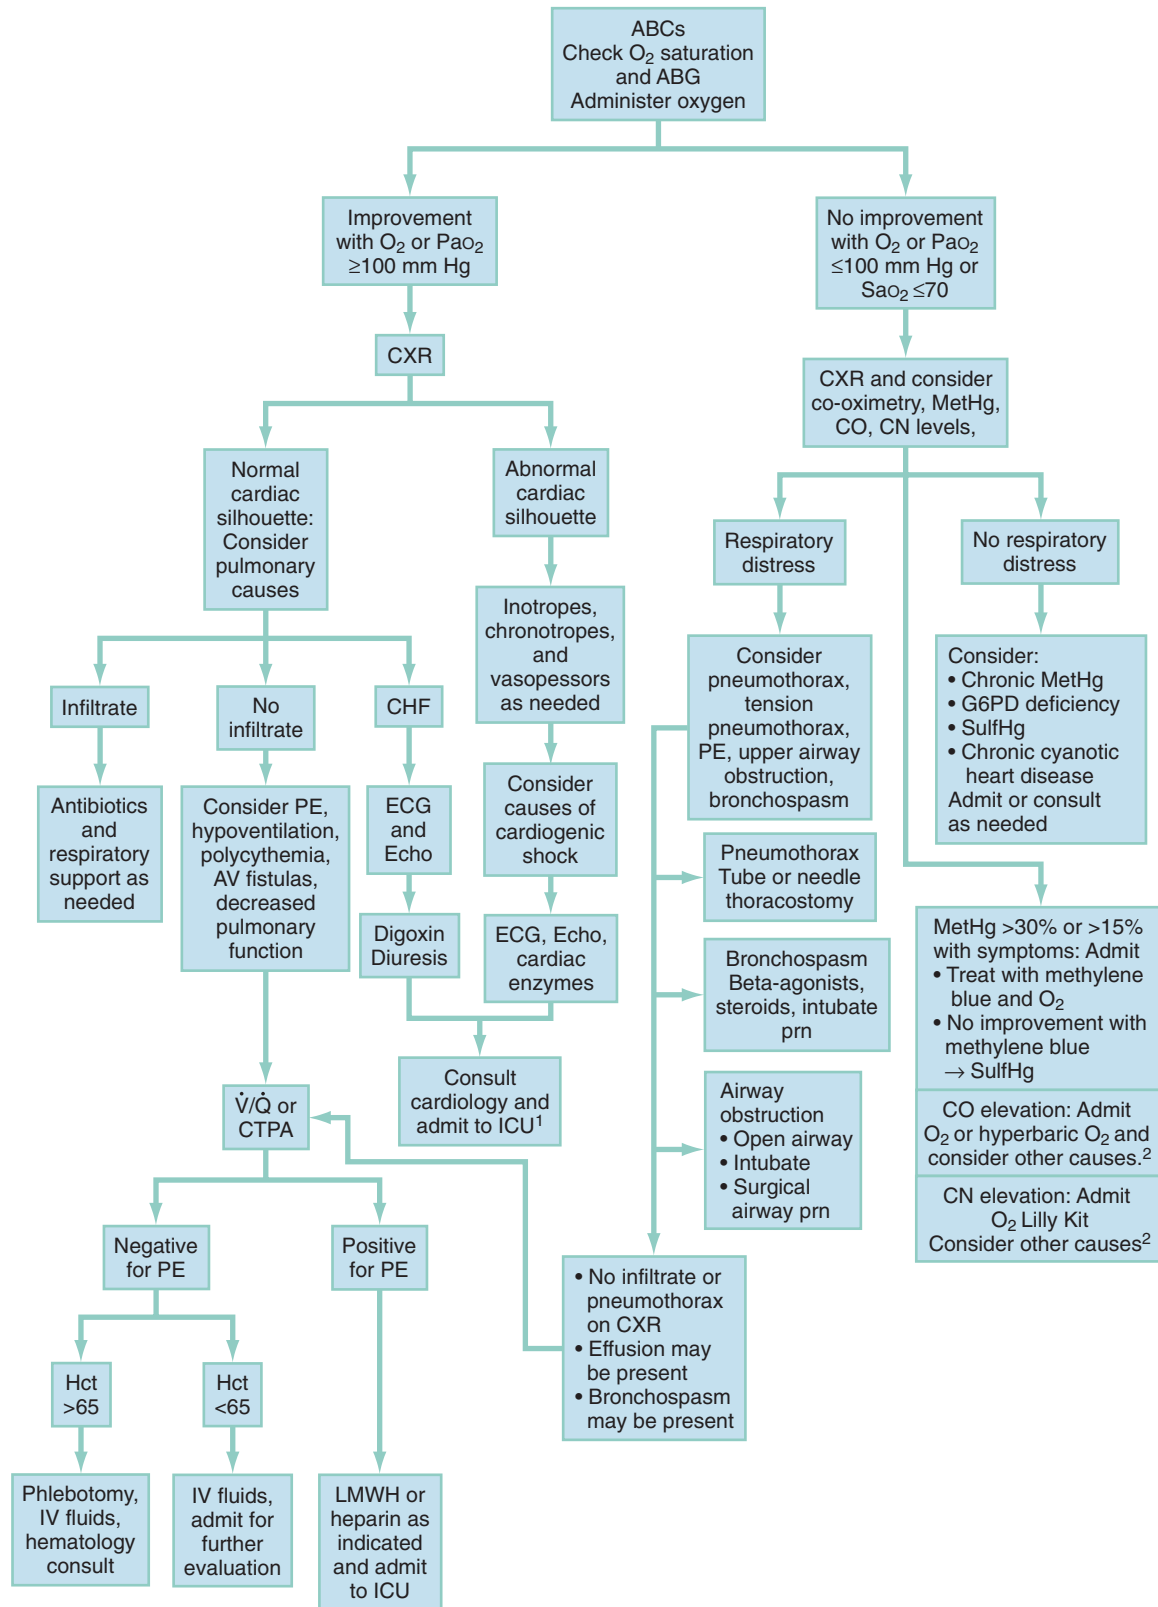 ABCs
Check O₂ saturation
and ABG
Administer oxygen
Improvement
with O₂ or PaO₂
≥100 mm Hg
No improvement
with O₂ or PaO₂
≤100 mm Hg or
SaO₂ ≤70
CXR
CXR and consider
co-oximetry, MetHg,
CO, CN levels,
Normal
cardiac
silhouette:
Consider
pulmonary
causes
Abnormal
cardiac
silhouette
Respiratory
distress
No respiratory
distress
Infiltrate
No
infiltrate
CHF
Inotropes,
chronotropes,
and
vasopressors
as needed
Consider
pneumothorax,
tension
pneumothorax,
PE, upper airway
obstruction,
bronchospasm
Consider:
• Chronic MetHg
• G6PD deficiency
• SulfHg
• Chronic cyanotic
heart disease
Admit or consult
as needed
Antibiotics
and
respiratory
support as
needed
Consider PE,
hypoventilation,
polycythemia,
AV fistulas,
decreased
pulmonary
function
ECG
and
Echo
Consider
causes of
cardiogenic
shock
Pneumothorax
Tube or needle
thoracostomy
Digoxin
Diuresis
ECG, Echo,
cardiac
enzymes
Bronchospasm
Beta-agonists,
steroids, intubate
prn
MetHg >30% or >15%
with symptoms: Admit
• Treat with methylene
blue and O₂
• No improvement with
methylene blue
→ SulfHg
CO elevation: Admit
O₂ or hyperbaric O₂ and
consider other causes.²
CN elevation: Admit
O₂ Lilly Kit
Consider other causes²
V̇/Q̇ or
CTPA
Consult
cardiology and
admit to ICU¹
Airway
obstruction
• Open airway
• Intubate
• Surgical
airway prn
Negative
for PE
Positive
for PE
• No infiltrate or
pneumothorax
on CXR
• Effusion may
be present
• Bronchospasm
may be present
Hct
>65
Hct
<65
Phlebotomy,
IV fluids,
hematology
consult
IV fluids,
admit for
further
evaluation
LMWH or
heparin as
indicated
and admit
to ICU